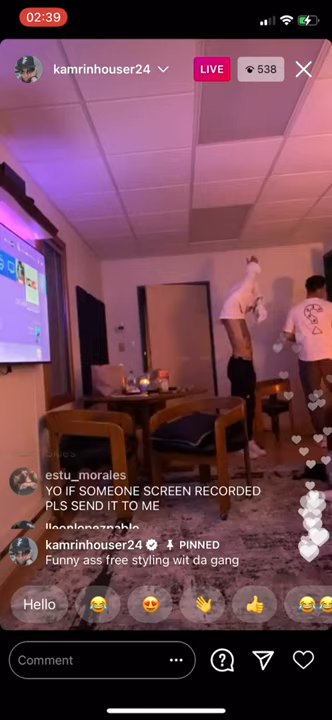 02:39
kamrinhouser24
LIVE
538
estu_morales
YO IF SOMEONE SCREEN RECORDED
PLS SEND IT TO ME
kamrinhouser24 PINNED
Funny ass free styling wit da gang
Hello
Comment